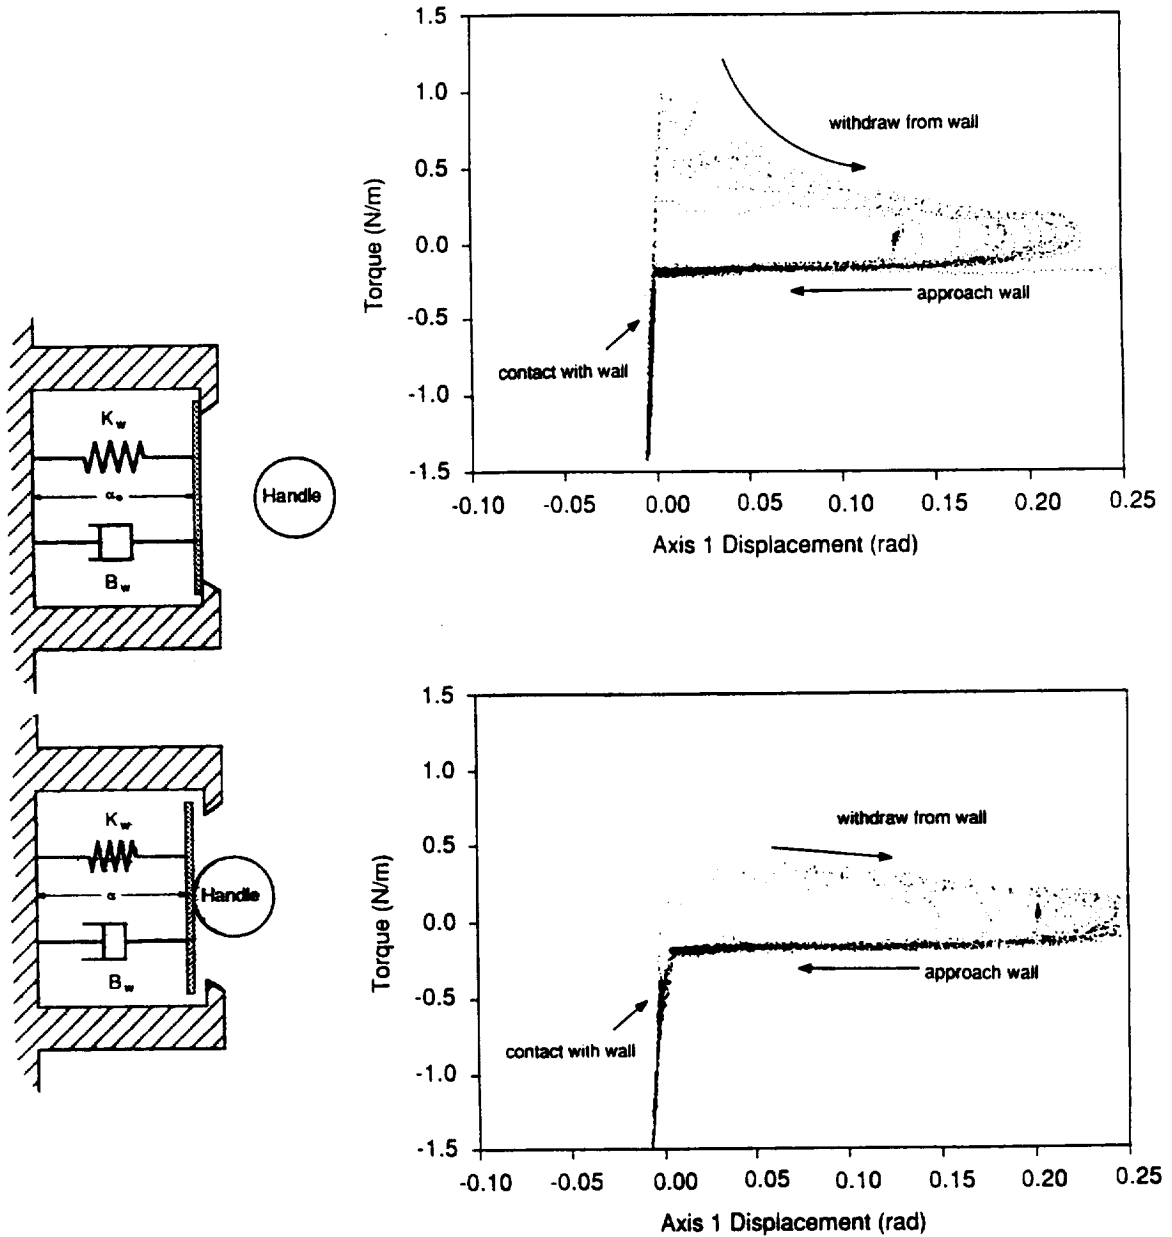 1.5
1.0
0.5
0.0
-0.5
-1.0
-1.5
Torque (N/m)
withdraw from wall
approach wall
contact with wall
-0.10 -0.05 0.00 0.05 0.10 0.15 0.20 0.25
Axis 1 Displacement (rad)
K w
αo
Handle
B w
1.5
1.0
0.5
0.0
-0.5
-1.0
-1.5
Torque (N/m)
withdraw from wall
approach wall
contact with wall
-0.10 -0.05 0.00 0.05 0.10 0.15 0.20 0.25
Axis 1 Displacement (rad)
K w
α
Handle
B w